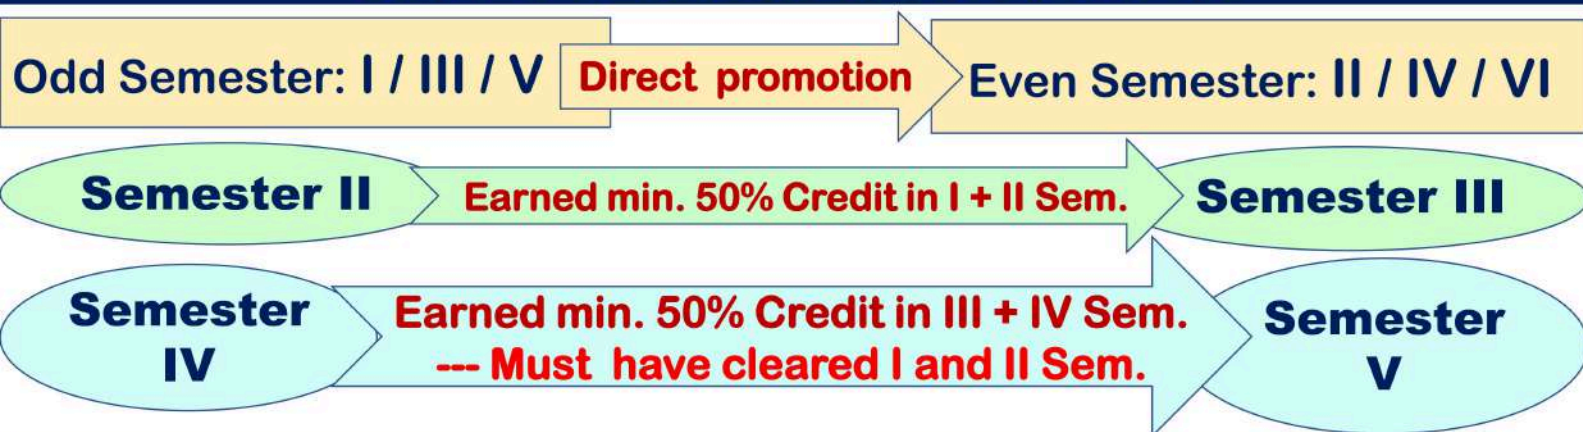 Odd Semester: I / III / V
Direct promotion
Even Semester: II / IV / VI
Semester II
Earned min. 50% Credit in I + II Sem.
Semester III
Semester
IV
Earned min. 50% Credit in III + IV Sem.
--- Must have cleared I and II Sem.
Semester
V